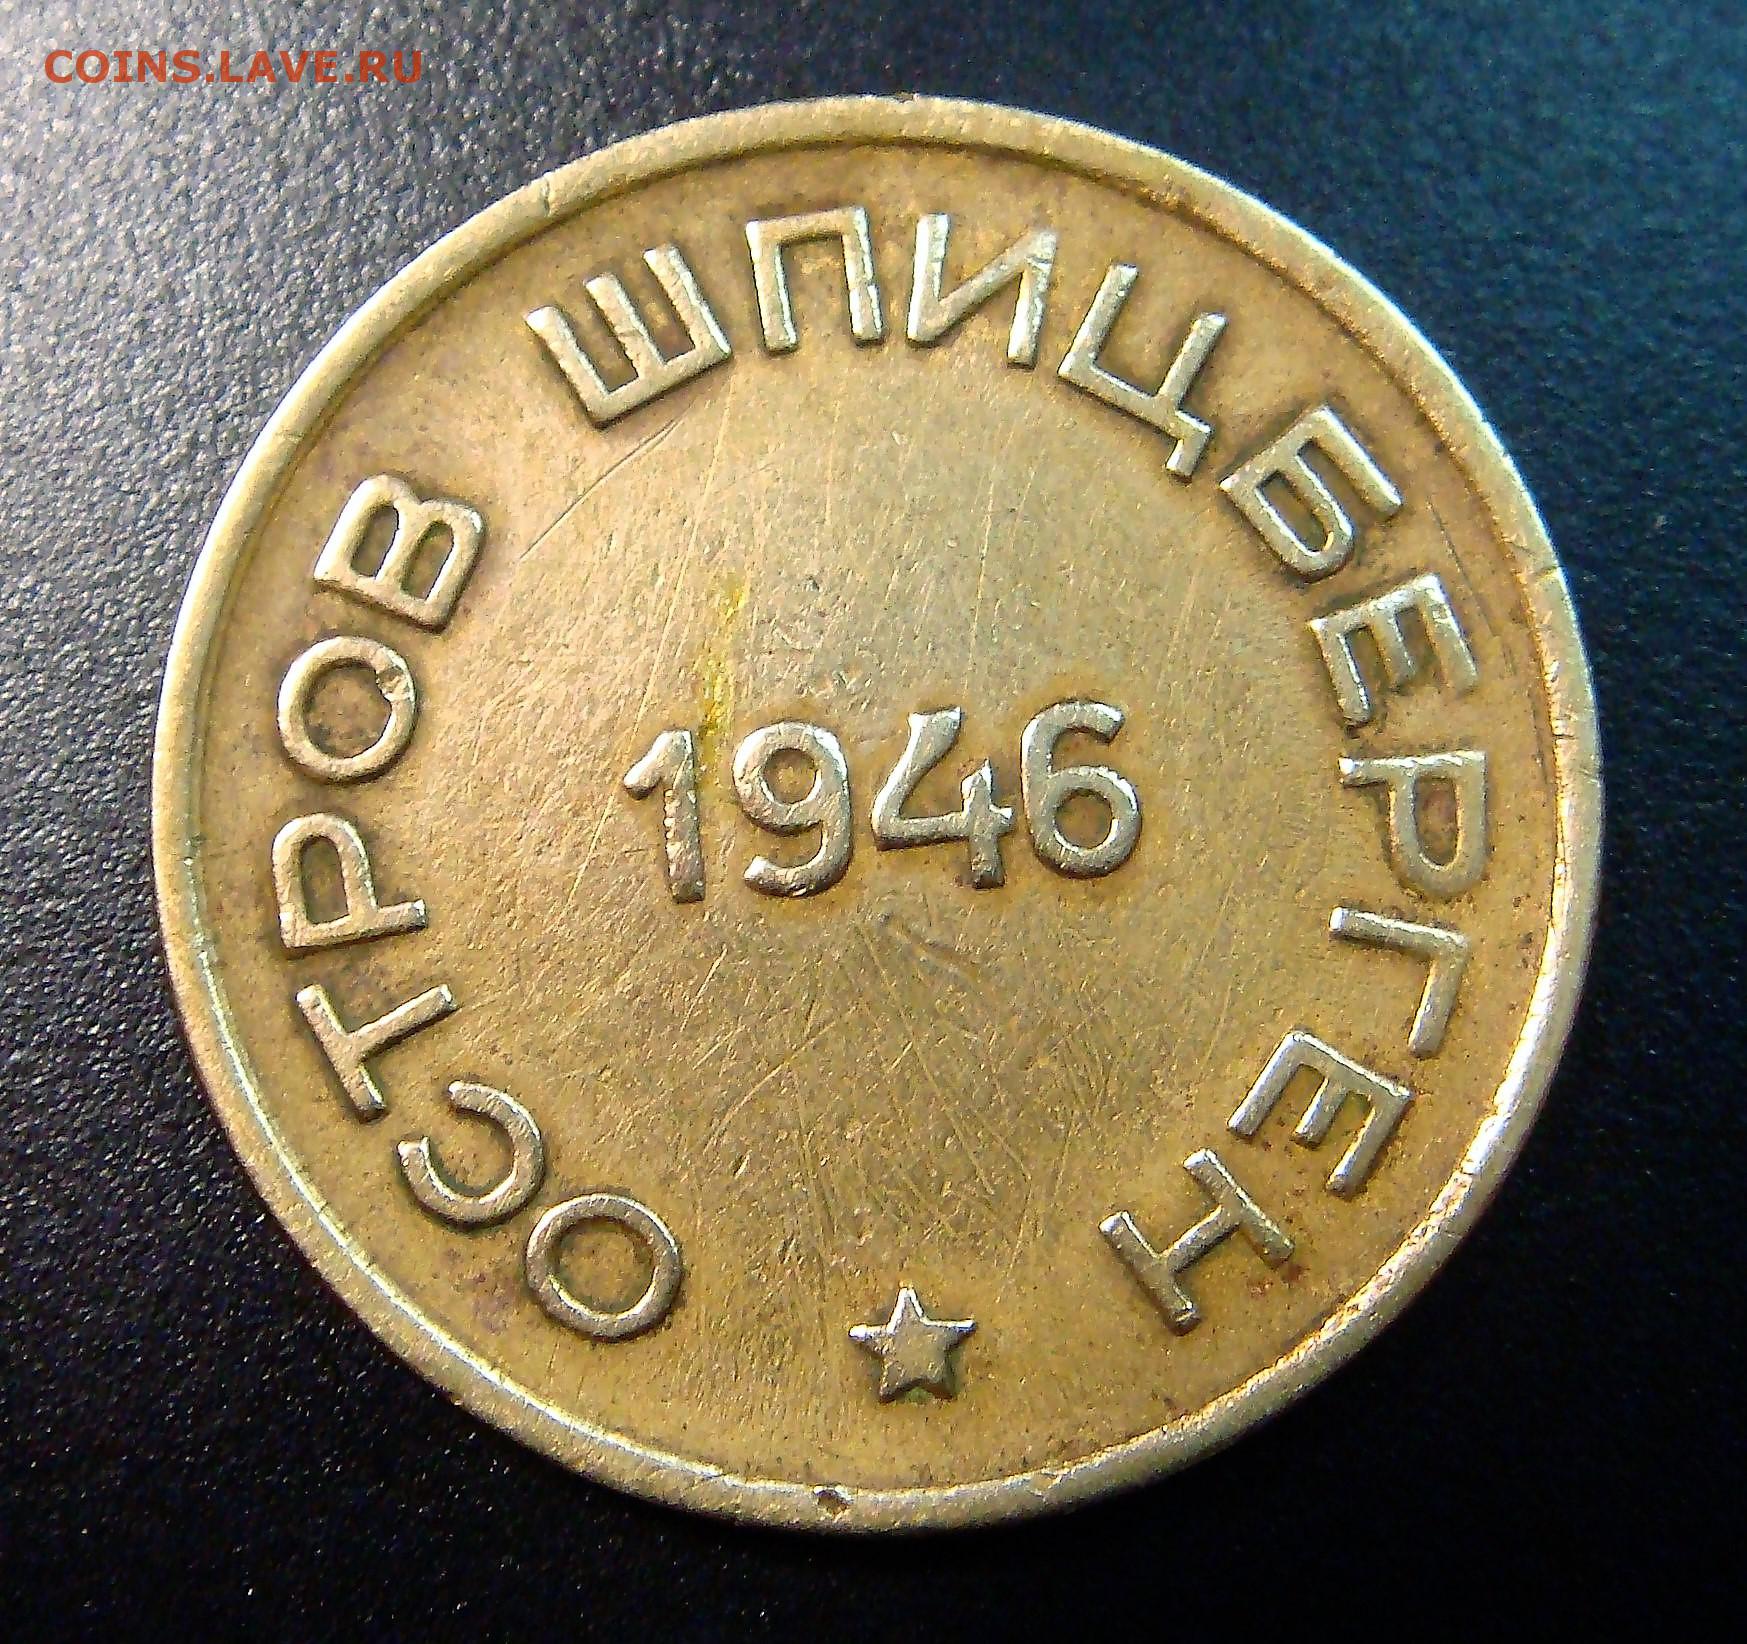 COINS.LAVE.RU
ОСТРОВ ШПИЦБЕРГЕН
1946